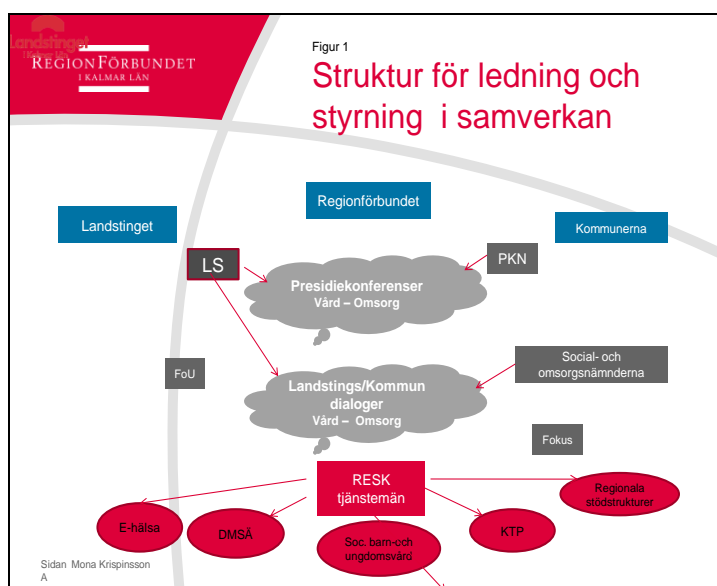 Landstinget
i Kalmar Län
REGIONFÖRBUNDET
I KALMAR LÄN
Figur 1
Struktur för ledning och
styrning i samverkan
Regionförbundet
Landstinget
Kommunerna
LS
PKN
Presidiekonferenser
Vård – Omsorg
FoU
Social- och
omsorgsnämnderna
Landstings/Kommun
dialoger
Vård – Omsorg
Fokus
RESK
tjänstemän
Regionala
stödstrukturer
E-hälsa
DMSÄ
Soc. barn-och
ungdomsvård
KTP
Sidan Mona Krispinsson
A